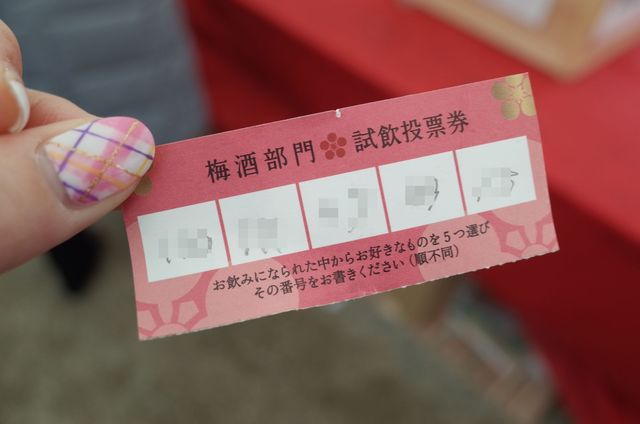 梅酒部門 試飲投票券
お飲みになられた中からお好きなものを5つ選び
その番号をお書きください（順不同）